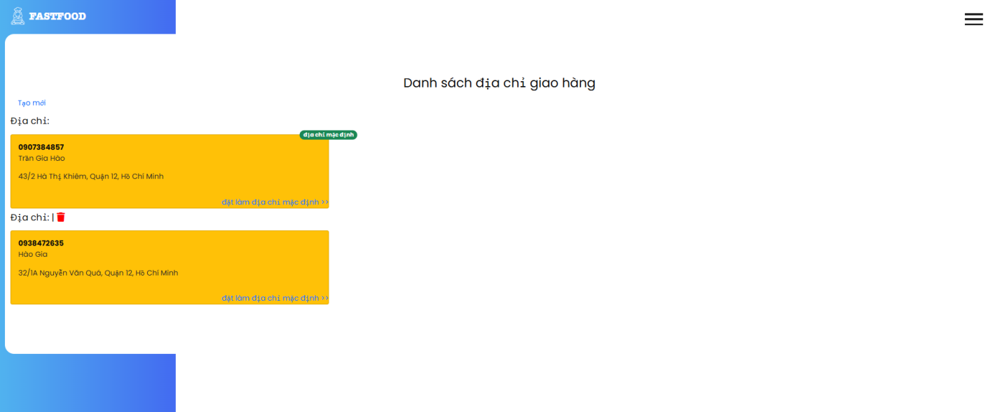 FASTFOOD
Danh sách địa chỉ giao hàng
Tạo mới
Địa chỉ:
địa chỉ mặc định
0907384857
Trần Gia Hào
43/2 Hà Thị Khiêm, Quận 12, Hồ Chí Minh
đặt làm địa chỉ mặc định >>
Địa chỉ: |
0938472635
Hào Gia
32/1A Nguyễn Văn Quá, Quận 12, Hồ Chí Minh
đặt làm địa chỉ mặc định >>